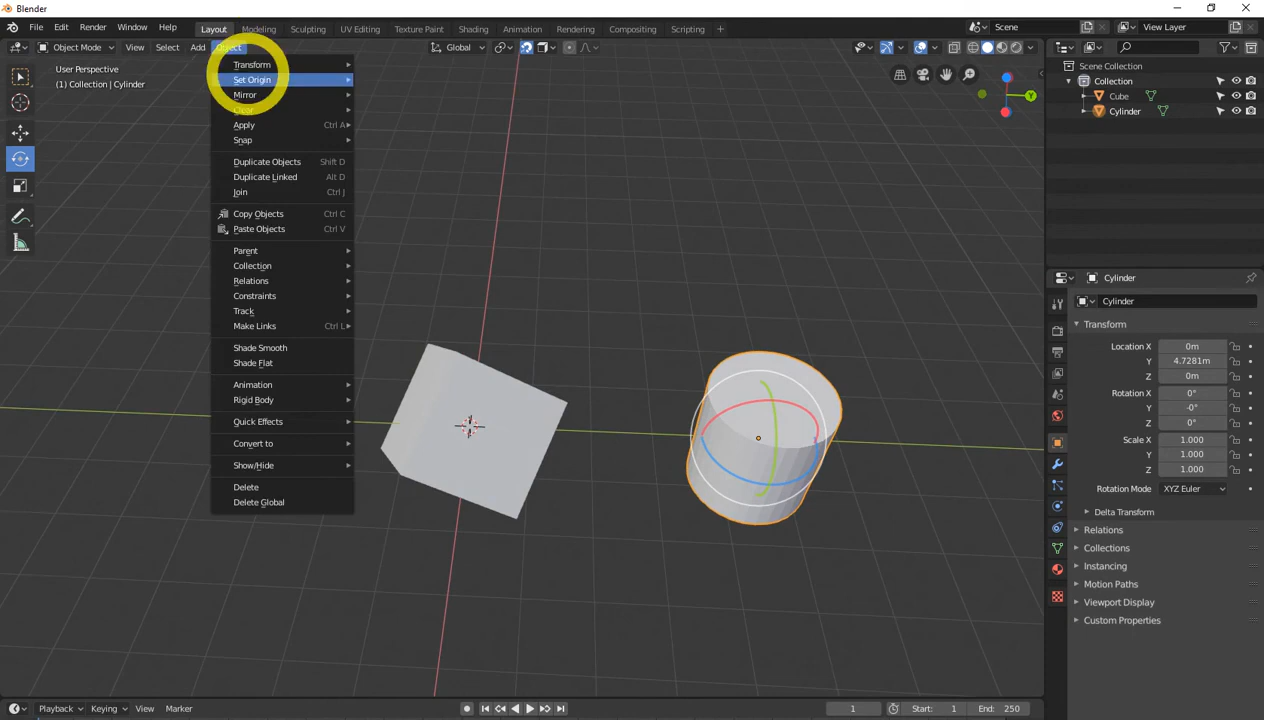 Blender
File Edit Render Window Help
Layout Modeling Sculpting UV Editing Texture Paint Shading Animation Rendering Compositing Scripting
Scene View Layer
Object Mode View Select Add Object Global
User Perspective
(1) Collection | Cylinder
Transform
Set Origin
Mirror
Clear
Apply Ctrl A
Snap
Duplicate Objects Shift D
Duplicate Linked Alt D
Join Ctrl J
Copy Objects Ctrl C
Paste Objects Ctrl V
Parent
Collection
Relations
Constraints
Track
Make Links Ctrl L
Shade Smooth
Shade Flat
Animation
Rigid Body
Quick Effects
Convert to
Show/Hide
Delete
Delete Global
Y
Scene Collection
Collection
Cube
Cylinder
Cylinder
Cylinder
Transform
Location X 0m
Y 4.7281m
Z 0m
Rotation X 0°
Y -0°
Z 0°
Scale X 1.000
Y 1.000
Z 1.000
Rotation Mode XYZ Euler
Delta Transform
Relations
Collections
Instancing
Motion Paths
Viewport Display
Custom Properties
Playback Keying View Marker 1 Start: 1 End: 250